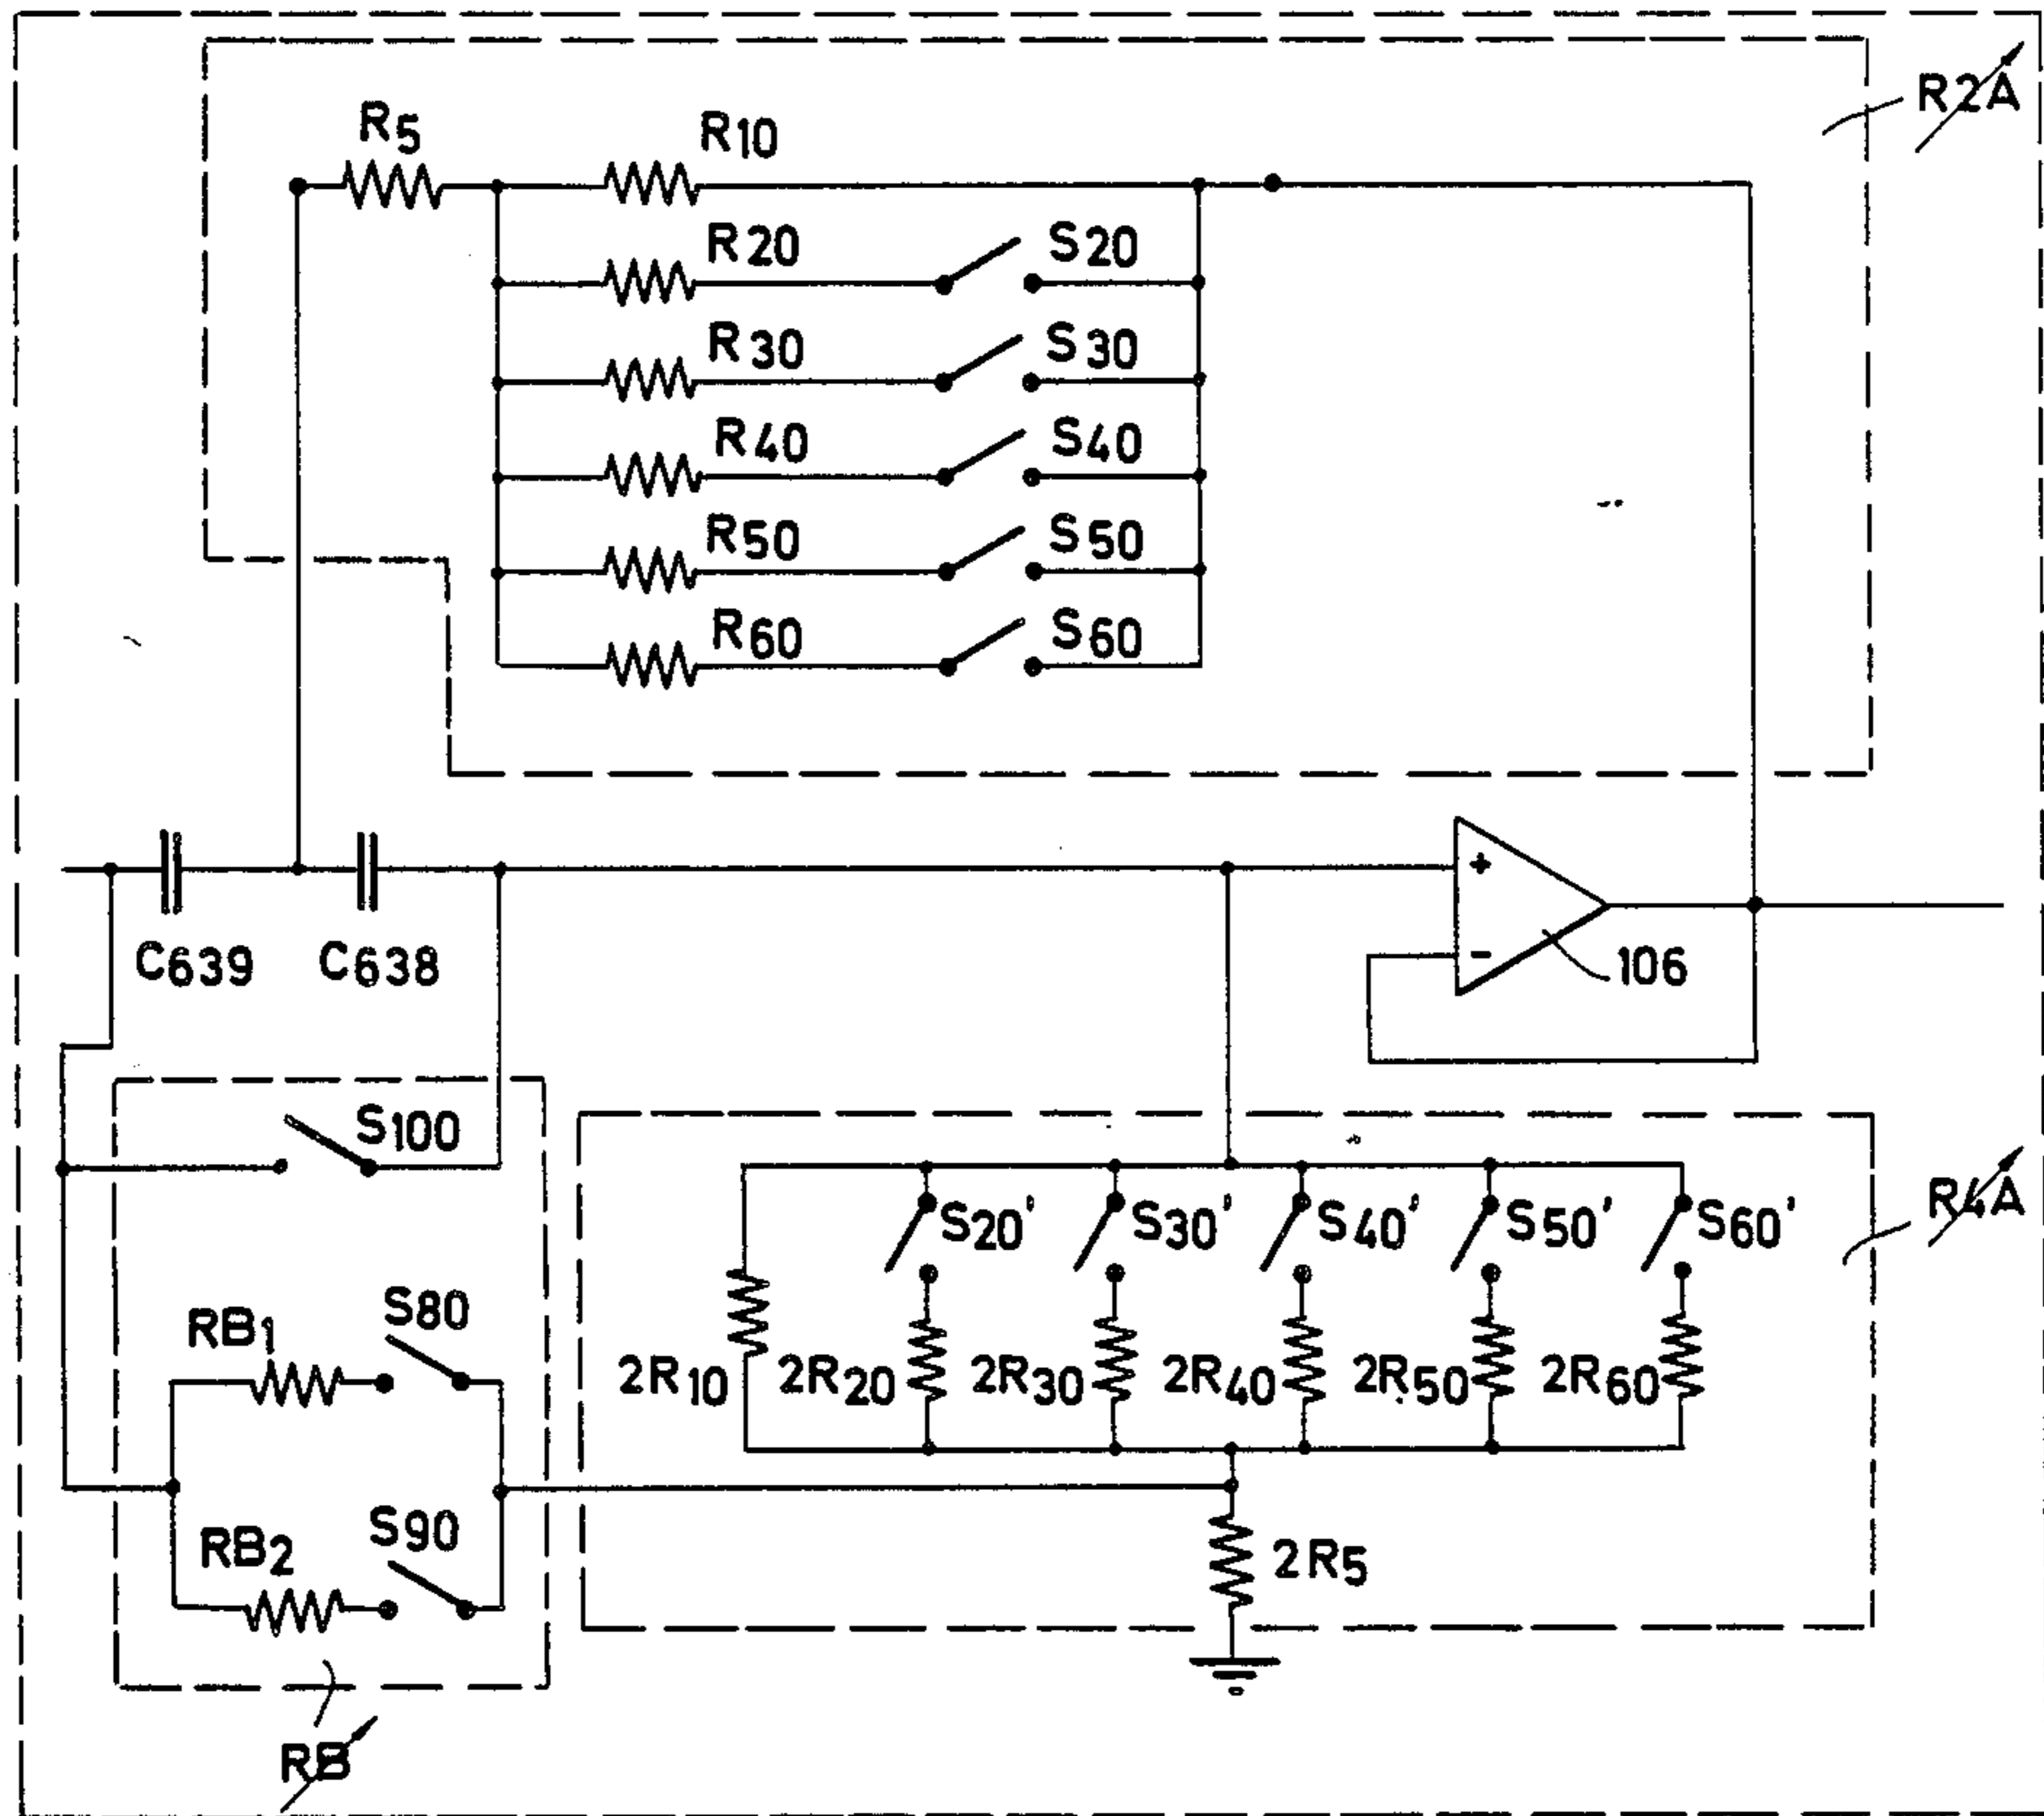 R2A
R5
R10
R20
S20
R30
S30
R40
S40
R50
S50
R60
S60
C639
C638
+
-
106
S100
R4A
S20'
S30'
S40'
S50'
S60'
RB1
S80
2R10
2R20
2R30
2R40
2R50
2R60
RB2
S90
2R5
RB